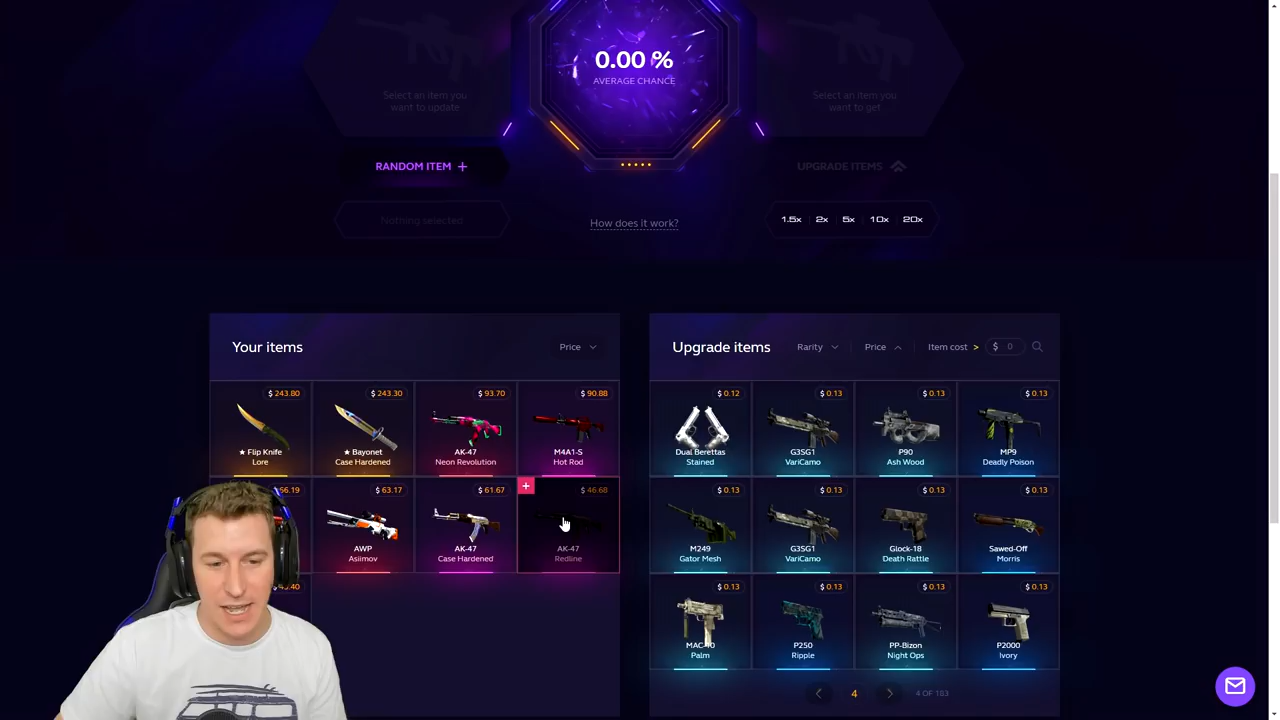 0.00 %
AVERAGE CHANCE
Select an item you
want to update
Select an item you
want to get
RANDOM ITEM +
UPGRADE ITEMS
Nothing selected
How does it work?
1.5x 2x 5x 10x 20x
Your items
Price
Upgrade items
Rarity
Price
Item cost >
$ 0
$ 243.80
★ Flip Knife
Lore
$ 243.30
★ Bayonet
Case Hardened
$ 93.70
AK-47
Neon Revolution
$ 90.88
M4A1-S
Hot Rod
$ 63.17
AWP
Asiimov
$ 61.67
AK-47
Case Hardened
+
$ 46.68
AK-47
Redline
$ 0.12
Dual Berettas
Stained
$ 0.13
G3SG1
VariCamo
$ 0.13
P90
Ash Wood
$ 0.13
MP9
Deadly Poison
$ 0.13
M249
Gator Mesh
$ 0.13
G3SG1
VariCamo
$ 0.13
Glock-18
Death Rattle
$ 0.13
Sawed-Off
Morris
$ 0.13
MAC-10
Palm
$ 0.13
P250
Ripple
$ 0.13
PP-Bizon
Night Ops
$ 0.13
P2000
Ivory
4
4 OF 183